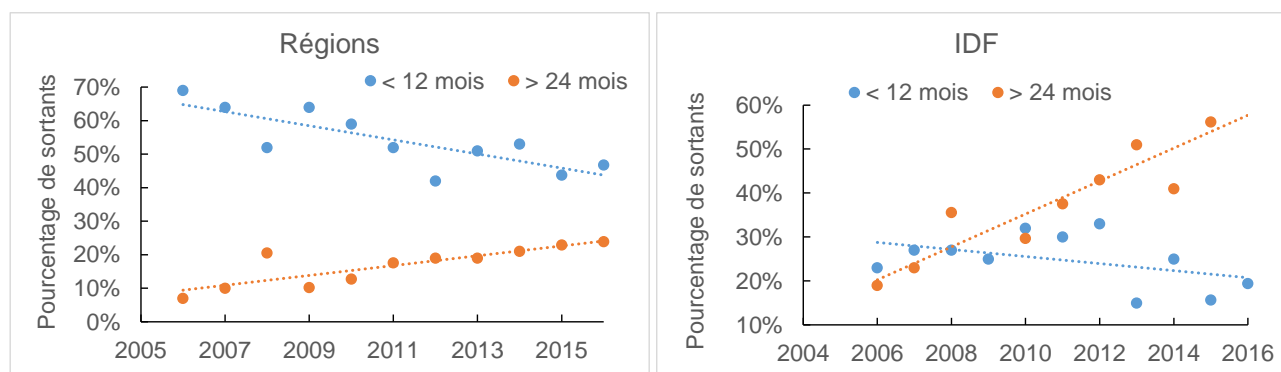 Régions
< 12 mois > 24 mois
Pourcentage de sortants
70%
60%
50%
40%
30%
20%
10%
0%
2005 2007 2009 2011 2013 2015
IDF
< 12 mois > 24 mois
Pourcentage de sortants
60%
50%
40%
30%
20%
10%
2004 2006 2008 2010 2012 2014 2016